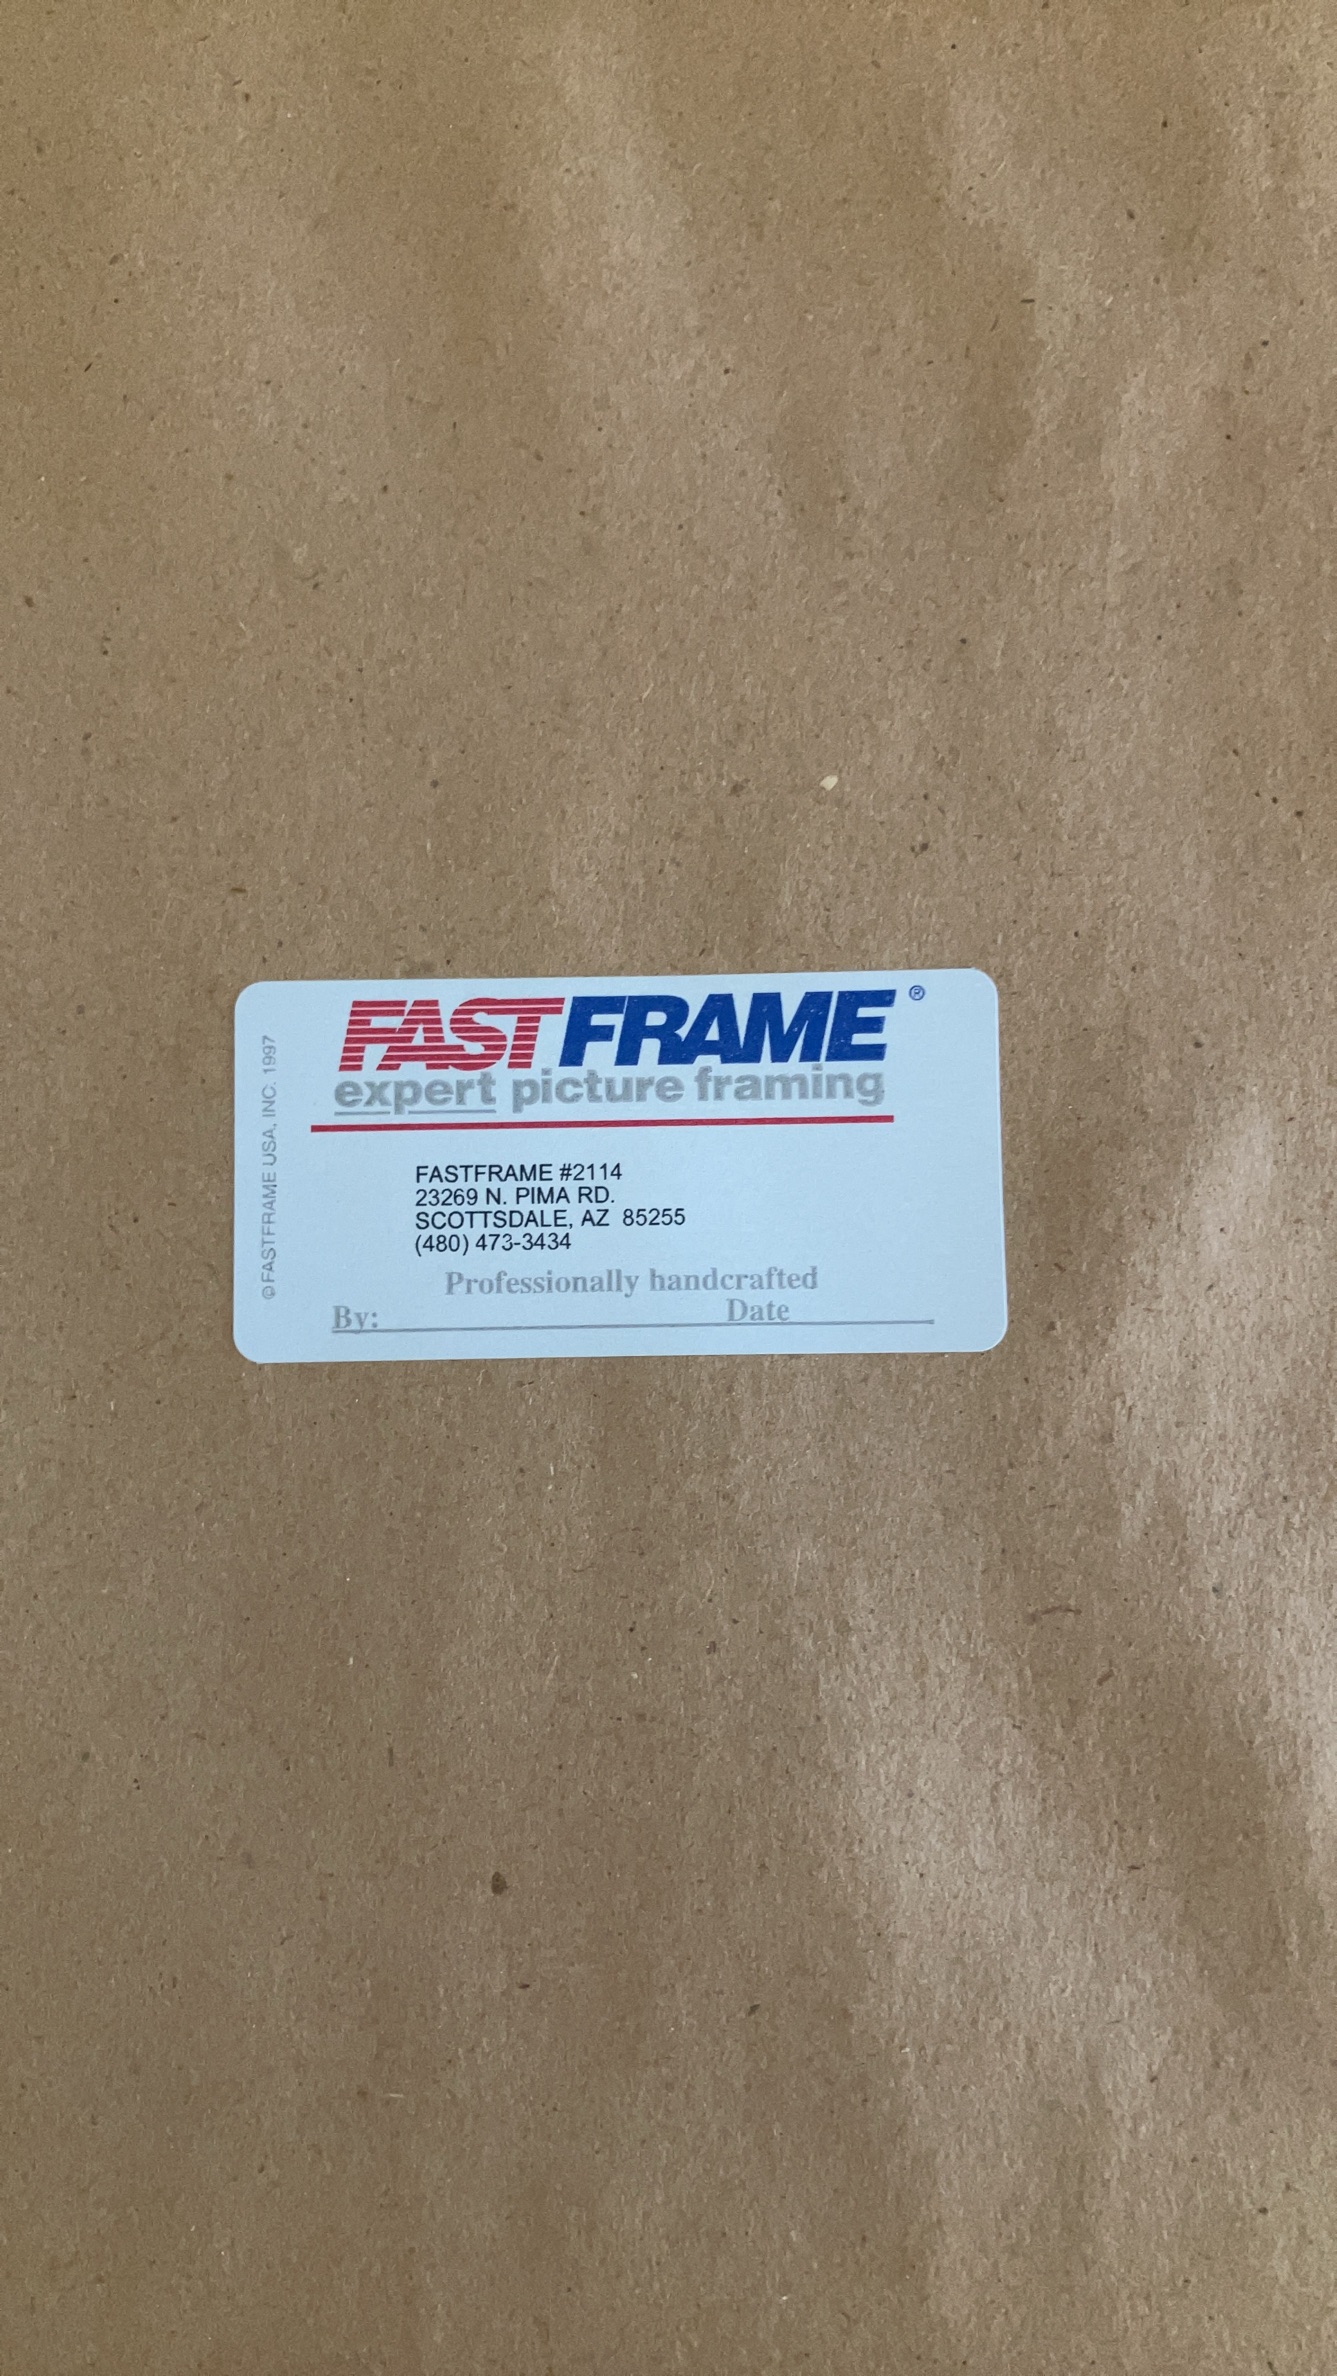 FASTFRAME®
expert picture framing
FASTFRAME #2114
23269 N. PIMA RD.
SCOTTSDALE, AZ 85255
(480) 473-3434
Professionally handcrafted
By: Date
©FASTFRAME USA, INC. 1997